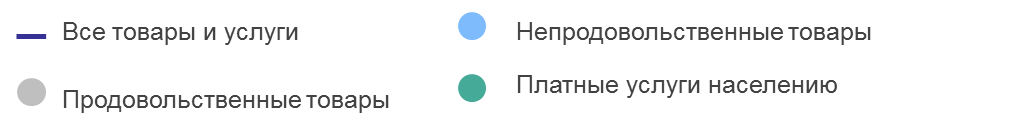 Все товары и услуги
Непродовольственные товары
Продовольственные товары
Платные услуги населению